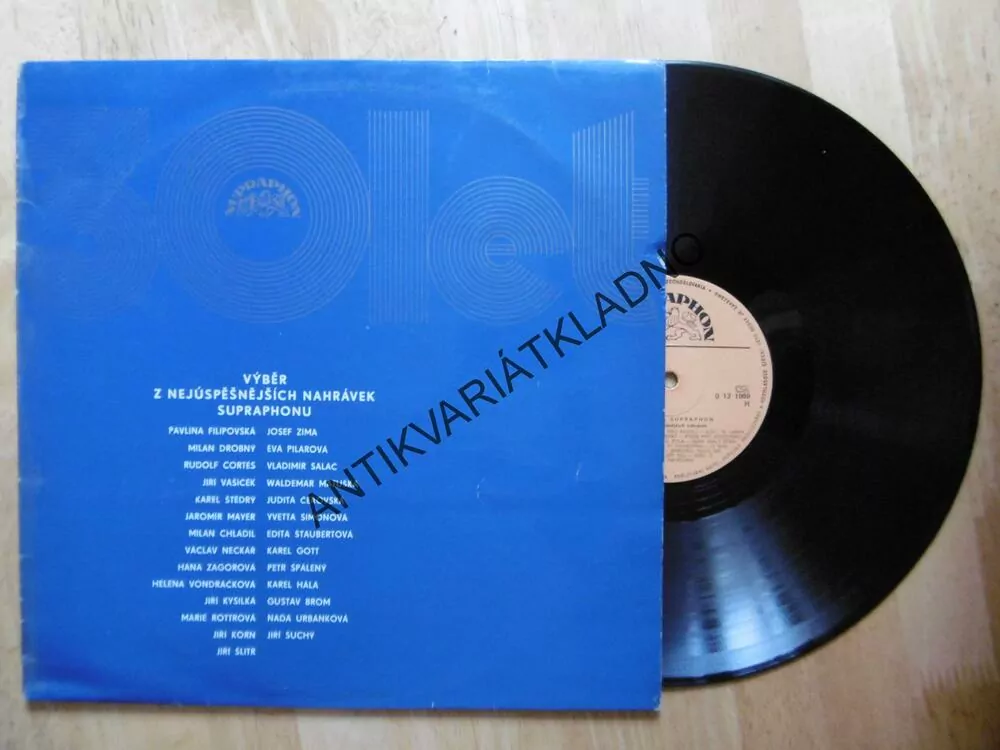 30let
SUPRAPHON
VÝBĚR
Z NEJÚSPĚŠNĚJŠÍCH NAHRÁVEK
SUPRAPHONU
PAVLINA FILIPOVSKÁ JOSEF ZIMA
MILAN DROBNÝ EVA PILAROVÁ
RUDOLF CORTÉS VLADIMÍR SALAČ
JIŘÍ VAŠÍČEK WALDEMAR
KAREL ŠTĚDRÝ JUDITA
JAROMÍR MAYER YVETTA SIMONOVÁ
MILAN CHLADIL EDITA ŠTAUBERTOVÁ
VÁCLAV NECKÁŘ KAREL GOTT
HANA ZAGOROVÁ PETR SPÁLENÝ
HELENA VONDRÁČKOVÁ KAREL HÁLA
JIŘÍ KYSILKA GUSTAV BROM
MARIE ROTTROVÁ NAĎA URBÁNKOVÁ
JIŘÍ KORN JIŘÍ SUCHÝ
JIŘÍ ŠLITR
ANTIKVARIÁTKLADNO
SUPRAPHON